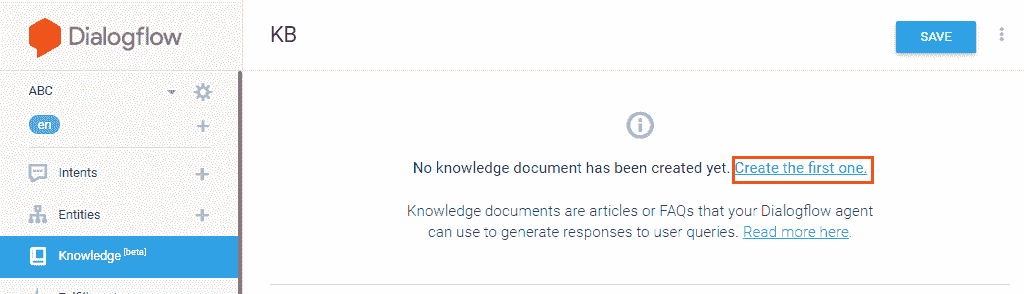 Dialogflow
KB
SAVE
ABC
en
Intents
Entities
Knowledge [beta]
No knowledge document has been created yet. Create the first one.
Knowledge documents are articles or FAQs that your Dialogflow agent
can use to generate responses to user queries. Read more here.